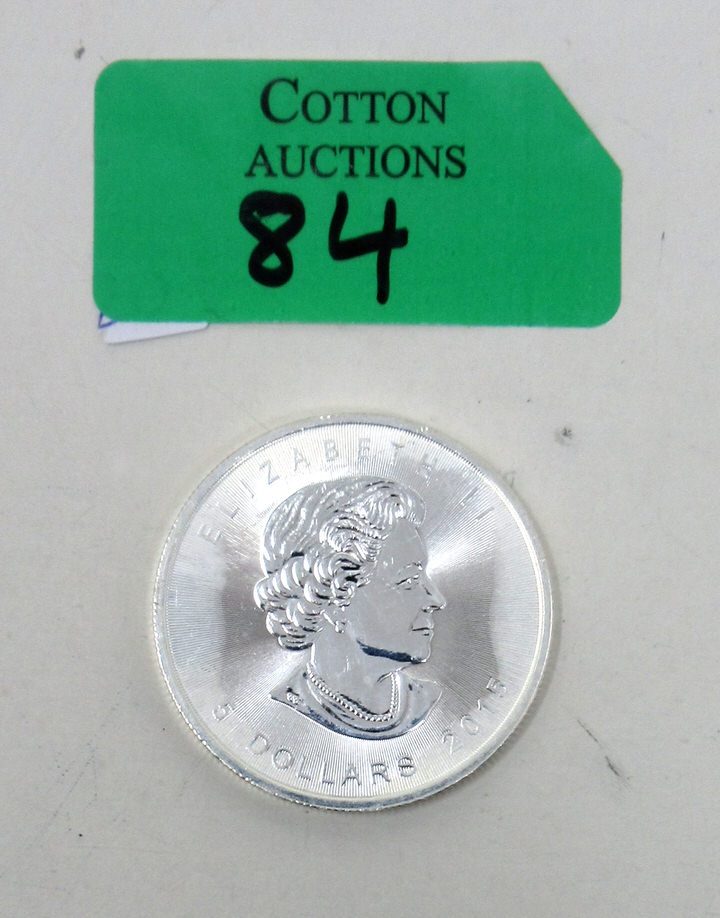 COTTON
AUCTIONS
84
ELIZABETH II
5 DOLLARS 2015